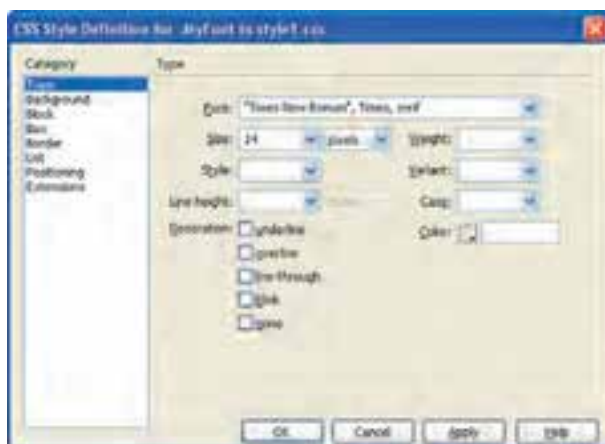 CSS Style Definition for .MyFont in style1.css
Category
Type
Type
Background
Block
Box
Border
List
Positioning
Extensions
Font: "Times New Roman", Times, serif
Size: 24 pixels Weight:
Style: Variant:
Line height: Case:
Decoration: underline Color:
overline
line-through
blink
none
OK Cancel Apply Help